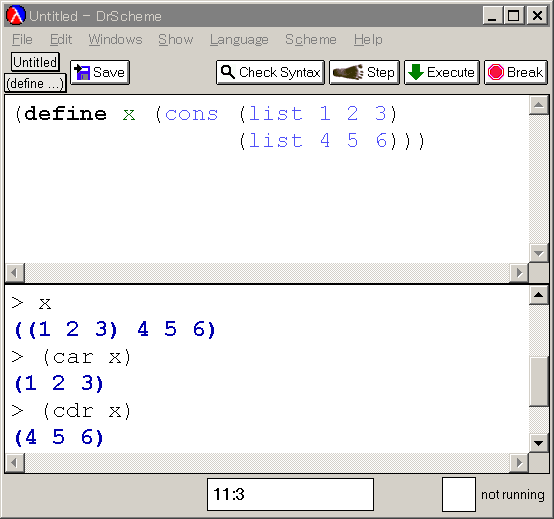 Untitled - DrScheme
File Edit Windows Show Language Scheme Help
Untitled
(define ...)
Save
Check Syntax
Step
Execute
Break
(define x (cons (list 1 2 3)
(list 4 5 6)))
> x
((1 2 3) 4 5 6)
> (car x)
(1 2 3)
> (cdr x)
(4 5 6)
11:3
not running